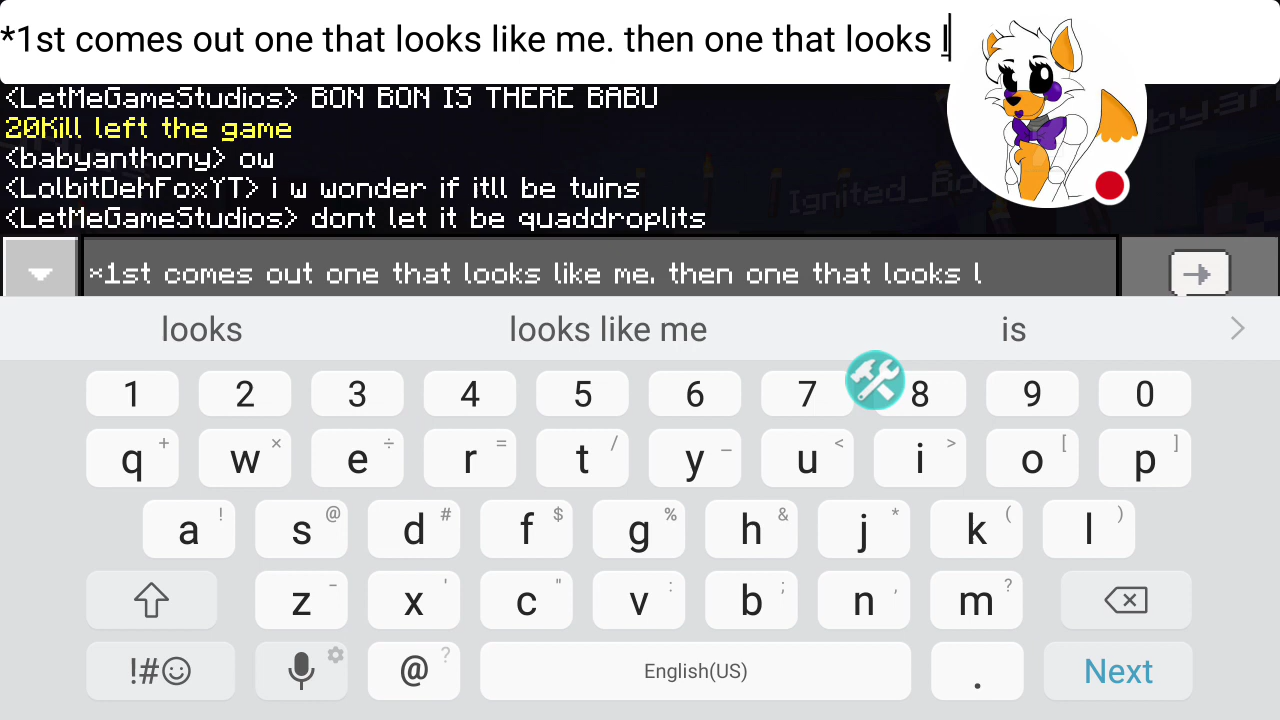 *1st comes out one that looks like me. then one that looks l
<LetMeGameStudios> BON BON IS THERE BABU
20Kill left the game
<babyanthony> ow
<LolbitDehFoxYT> i w wonder if itll be twins
<LetMeGameStudios> dont let it be quaddroplits
Ignited_Bo
*1st comes out one that looks like me. then one that looks l
looks looks like me is
1 2 3 4 5 6 7 8 9 0
q + w × e ÷ r = t / y _ u < i > o [ p ]
a ! s @ d # f $ g % h & j * k ( l )
z - x ' c " v : b ; n , m ?
!#☺ @ ? English(US) . Next